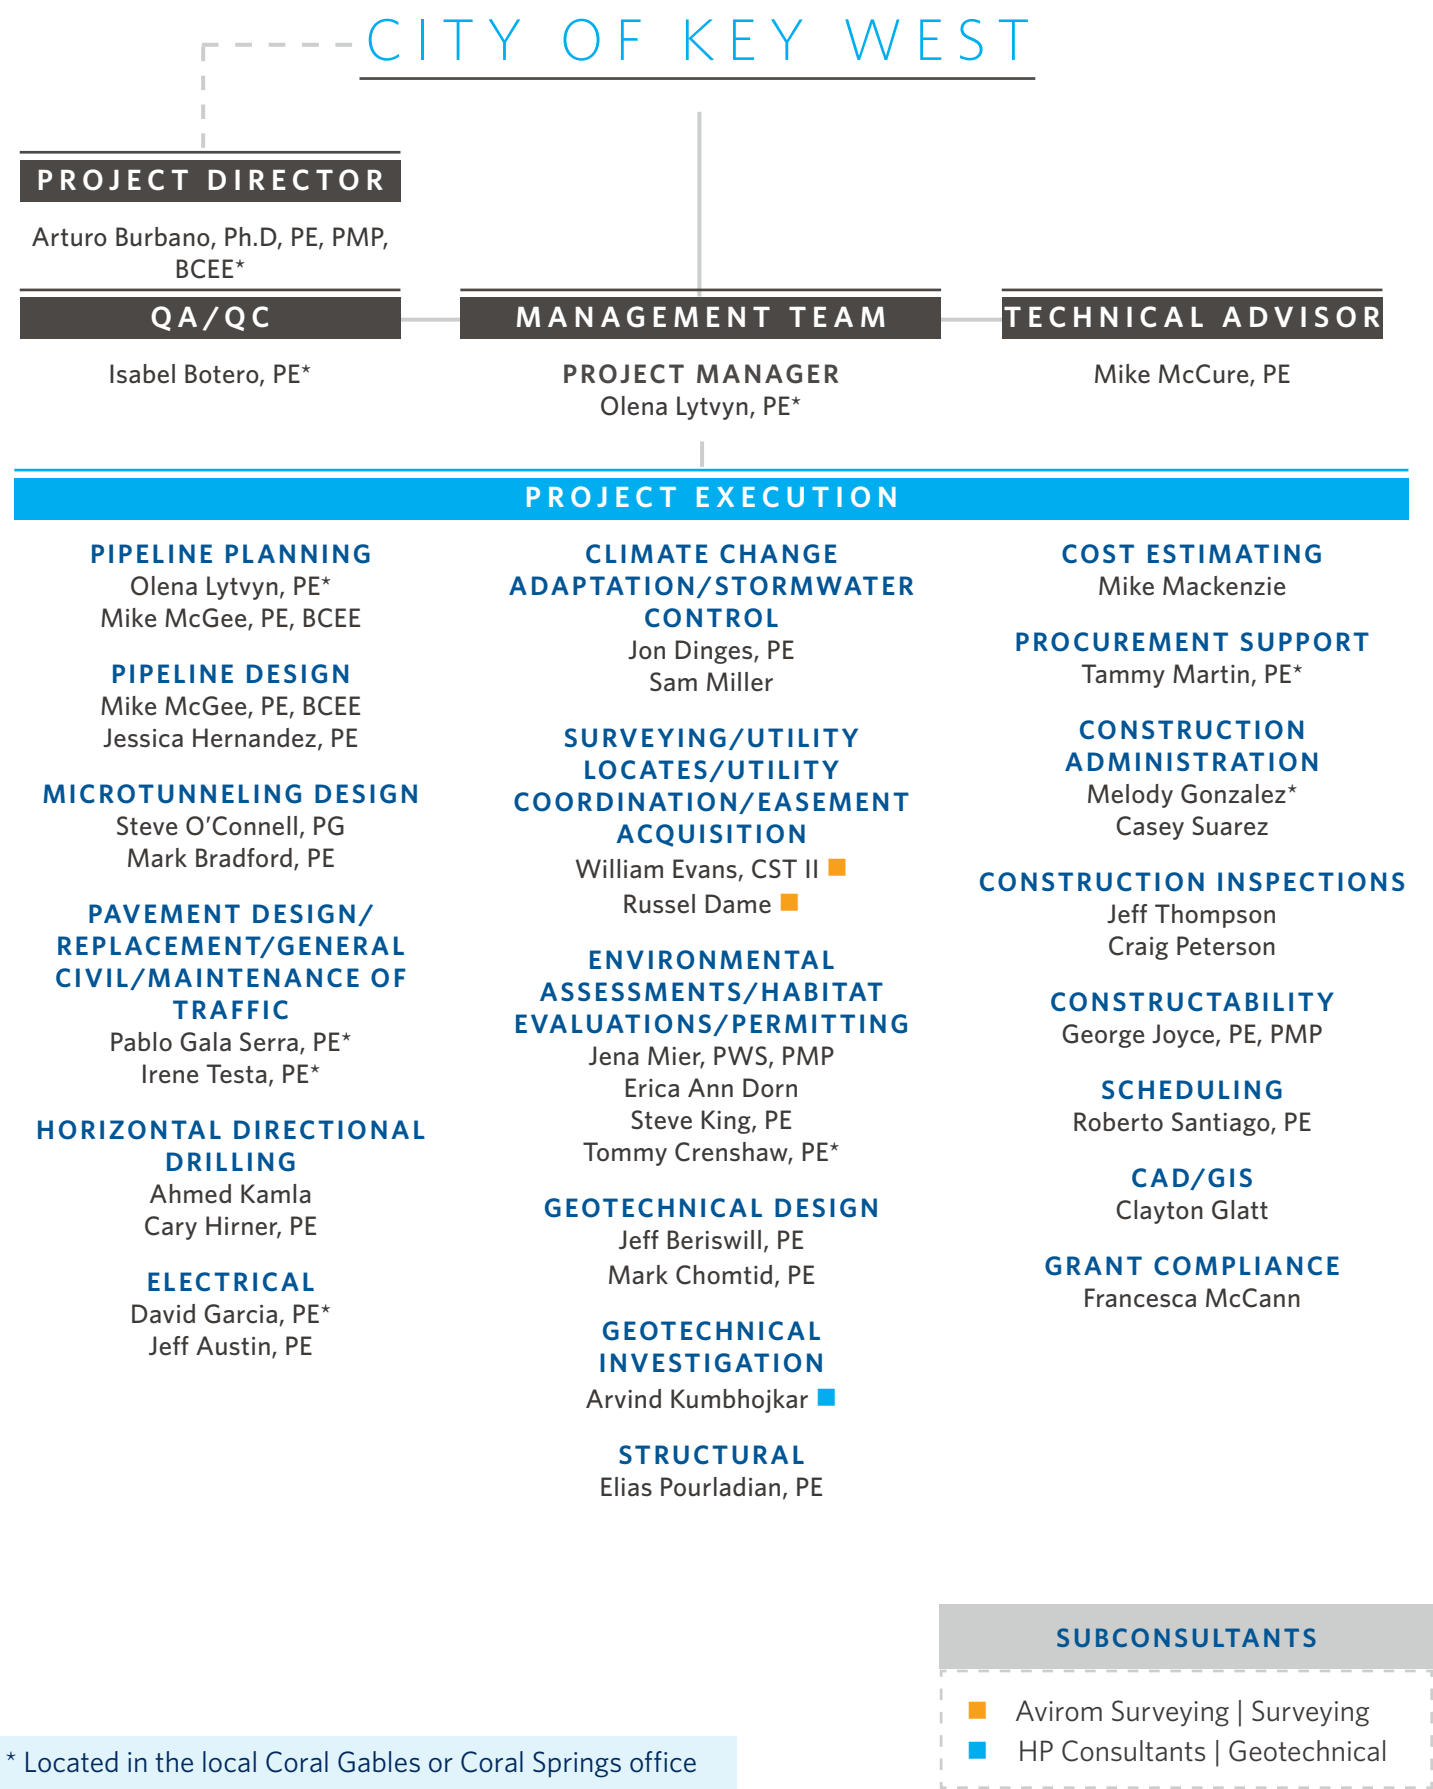 CITY OF KEY WEST
PROJECT DIRECTOR
Arturo Burbano, Ph.D, PE, PMP,
BCEE*
QA/QC
Isabel Botero, PE*
MANAGEMENT TEAM
PROJECT MANAGER
Olena Lytvyn, PE*
TECHNICAL ADVISOR
Mike McCure, PE
PROJECT EXECUTION
PIPELINE PLANNING
Olena Lytvyn, PE*
Mike McGee, PE, BCEE
PIPELINE DESIGN
Mike McGee, PE, BCEE
Jessica Hernandez, PE
MICROTUNNELING DESIGN
Steve O’Connell, PG
Mark Bradford, PE
PAVEMENT DESIGN/
REPLACEMENT/GENERAL
CIVIL/MAINTENANCE OF
TRAFFIC
Pablo Gala Serra, PE*
Irene Testa, PE*
HORIZONTAL DIRECTIONAL
DRILLING
Ahmed Kamla
Cary Hirner, PE
ELECTRICAL
David Garcia, PE*
Jeff Austin, PE
CLIMATE CHANGE
ADAPTATION/STORMWATER
CONTROL
Jon Dinges, PE
Sam Miller
SURVEYING/UTILITY
LOCATES/UTILITY
COORDINATION/EASEMENT
ACQUISITION
William Evans, CST II
Russel Dame
ENVIRONMENTAL
ASSESSMENTS/HABITAT
EVALUATIONS/PERMITTING
Jena Mier, PWS, PMP
Erica Ann Dorn
Steve King, PE
Tommy Crenshaw, PE*
GEOTECHNICAL DESIGN
Jeff Beriswill, PE
Mark Chomtid, PE
GEOTECHNICAL
INVESTIGATION
Arvind Kumbhojkar
STRUCTURAL
Elias Pourladian, PE
COST ESTIMATING
Mike Mackenzie
PROCUREMENT SUPPORT
Tammy Martin, PE*
CONSTRUCTION
ADMINISTRATION
Melody Gonzalez*
Casey Suarez
CONSTRUCTION INSPECTIONS
Jeff Thompson
Craig Peterson
CONSTRUCTABILITY
George Joyce, PE, PMP
SCHEDULING
Roberto Santiago, PE
CAD/GIS
Clayton Glatt
GRANT COMPLIANCE
Francesca McCann
SUBCONSULTANTS
Avirom Surveying | Surveying
HP Consultants | Geotechnical
* Located in the local Coral Gables or Coral Springs office